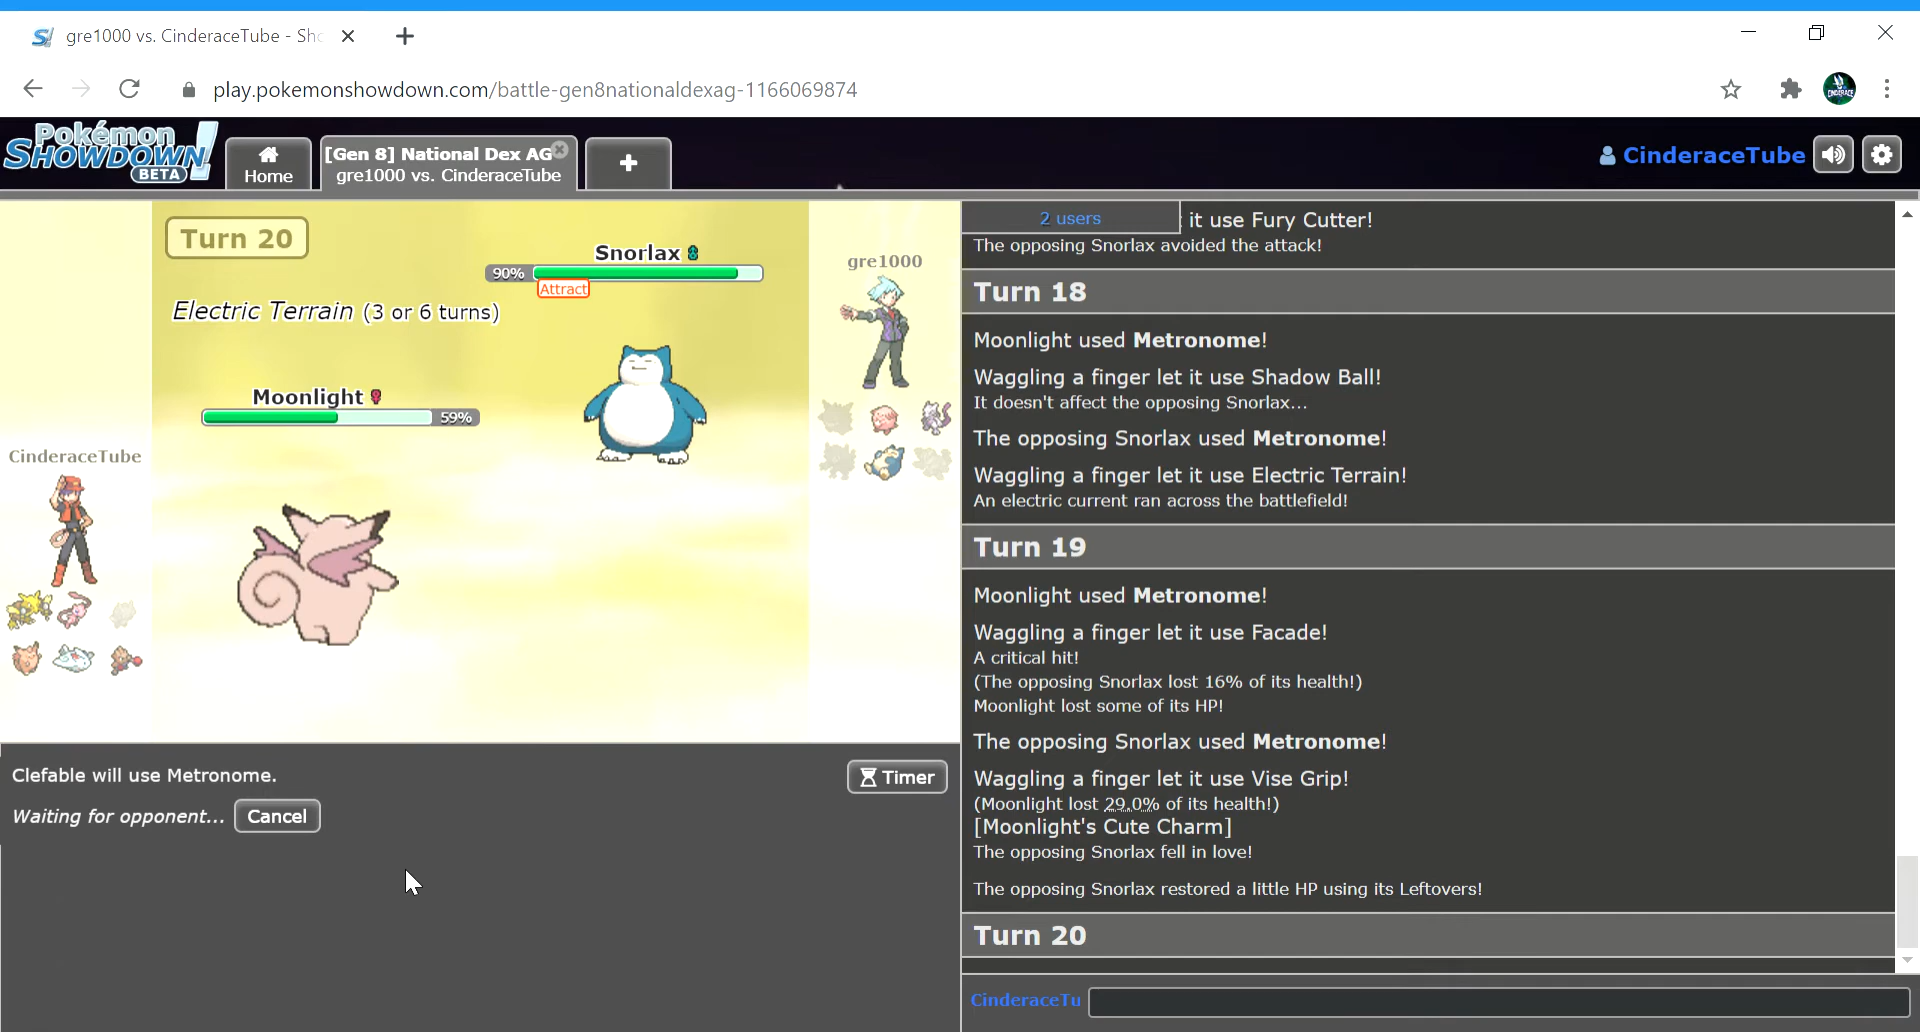 gre1000 vs. CinderaceTube - Sho
play.pokemonshowdown.com/battle-gen8nationaldexag-1166069874
CINDERACE
Pokémon
SHOWDOWN!
BETA
Home
[Gen 8] National Dex AG
gre1000 vs. CinderaceTube
CinderaceTube
Turn 20
Snorlax
90%
Attract
Electric Terrain (3 or 6 turns)
Moonlight
59%
gre1000
CinderaceTube
Clefable will use Metronome.
Timer
Waiting for opponent...
Cancel
2 users
it use Fury Cutter!
The opposing Snorlax avoided the attack!
Turn 18
Moonlight used Metronome!
Waggling a finger let it use Shadow Ball!
It doesn't affect the opposing Snorlax...
The opposing Snorlax used Metronome!
Waggling a finger let it use Electric Terrain!
An electric current ran across the battlefield!
Turn 19
Moonlight used Metronome!
Waggling a finger let it use Facade!
A critical hit!
(The opposing Snorlax lost 16% of its health!)
Moonlight lost some of its HP!
The opposing Snorlax used Metronome!
Waggling a finger let it use Vise Grip!
(Moonlight lost 29.0% of its health!)
[Moonlight's Cute Charm]
The opposing Snorlax fell in love!
The opposing Snorlax restored a little HP using its Leftovers!
Turn 20
CinderaceTu